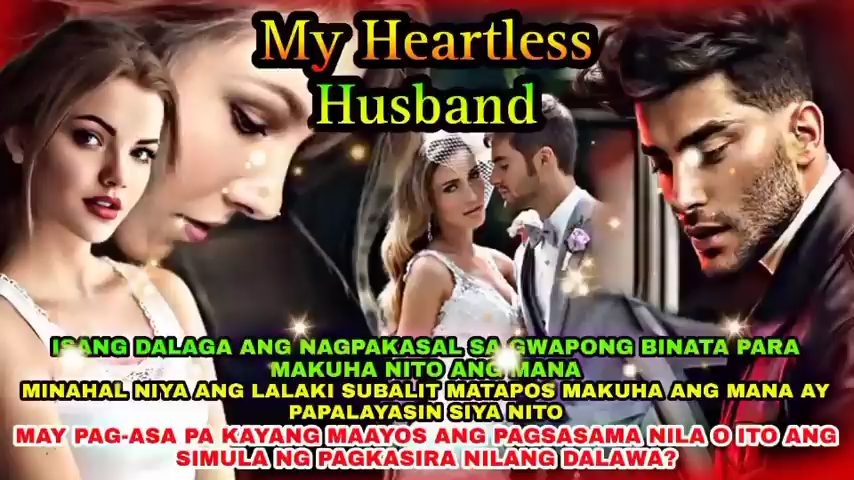 My Heartless
Husband
ISANG DALAGA ANG NAGPAKASAL SA GWAPONG BINATA PARA
MAKUHA NITO ANG MANA
MINAHAL NIYA ANG LALAKI SUBALIT MATAPOS MAKUHA ANG MANA AY
PAPALAYASIN SIYA NITO
MAY PAG-ASA PA KAYANG MAAYOS ANG PAGSASAMA NILA O ITO ANG
SIMULA NG PAGKASIRA NILANG DALAWA?